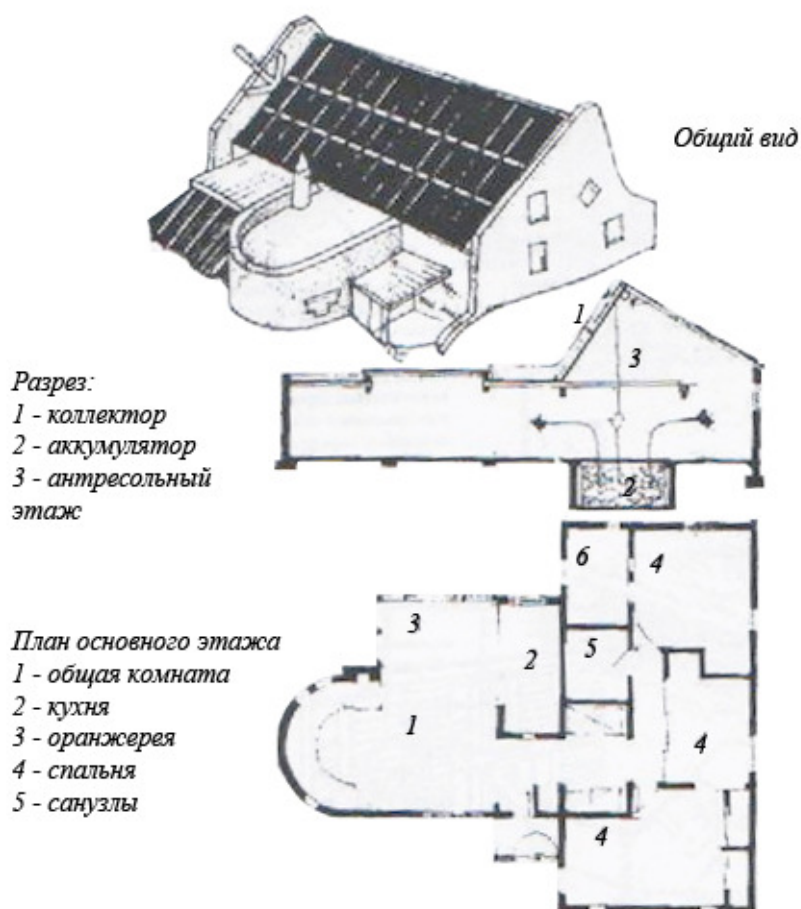 Общий вид
Разрез:
1 - коллектор
2 - аккумулятор
3 - антресольный
этаж
1
3
2
План основного этажа
1 - общая комната
2 - кухня
3 - оранжерея
4 - спальня
5 - санузлы
6
4
3
2
5
1
4
4